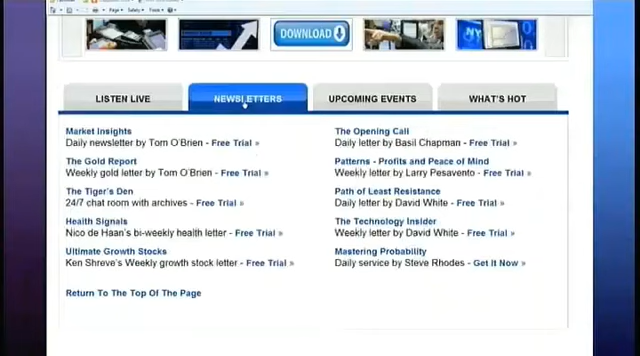 Page
Safety
Tools
NY
DOWNLOAD
LISTEN LIVE
NEWSLETTERS
UPCOMING EVENTS
WHAT'S HOT
Market Insights
Daily newsletter by Tom O'Brien - Free Trial »
The Gold Report
Weekly gold letter by Tom O'Brien - Free Trial »
The Tiger's Den
24/7 chat room with archives - Free Trial »
Health Signals
Nico de Haan's bi-weekly health letter - Free Trial »
Ultimate Growth Stocks
Ken Shreve's Weekly growth stock letter - Free Trial »
Return To The Top Of The Page
The Opening Call
Daily letter by Basil Chapman - Free Trial »
Patterns - Profits and Peace of Mind
Weekly letter by Larry Pesavento - Free Trial »
Path of Least Resistance
Daily letter by David White - Free Trial »
The Technology Insider
Weekly letter by David White - Free Trial »
Mastering Probability
Daily service by Steve Rhodes - Get It Now »